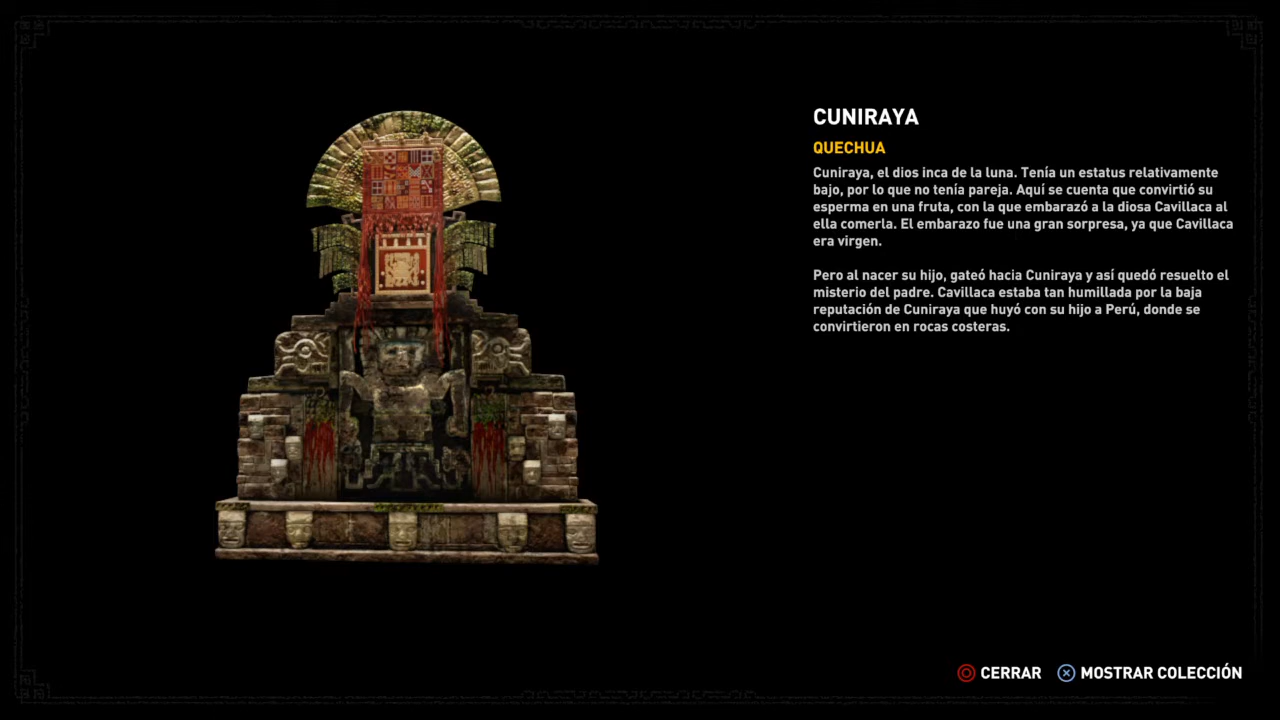 CUNIRAYA
QUECHUA
Cuniraya, el dios inca de la luna. Tenía un estatus relativamente
bajo, por lo que no tenía pareja. Aquí se cuenta que convirtió su
esperma en una fruta, con la que embarazó a la diosa Cavillaca al
ella comerla. El embarazo fue una gran sorpresa, ya que Cavillaca
era virgen.
Pero al nacer su hijo, gateó hacia Cuniraya y así quedó resuelto el
misterio del padre. Cavillaca estaba tan humillada por la baja
reputación de Cuniraya que huyó con su hijo a Perú, donde se
convirtieron en rocas costeras.
CERRAR MOSTRAR COLECCIÓN